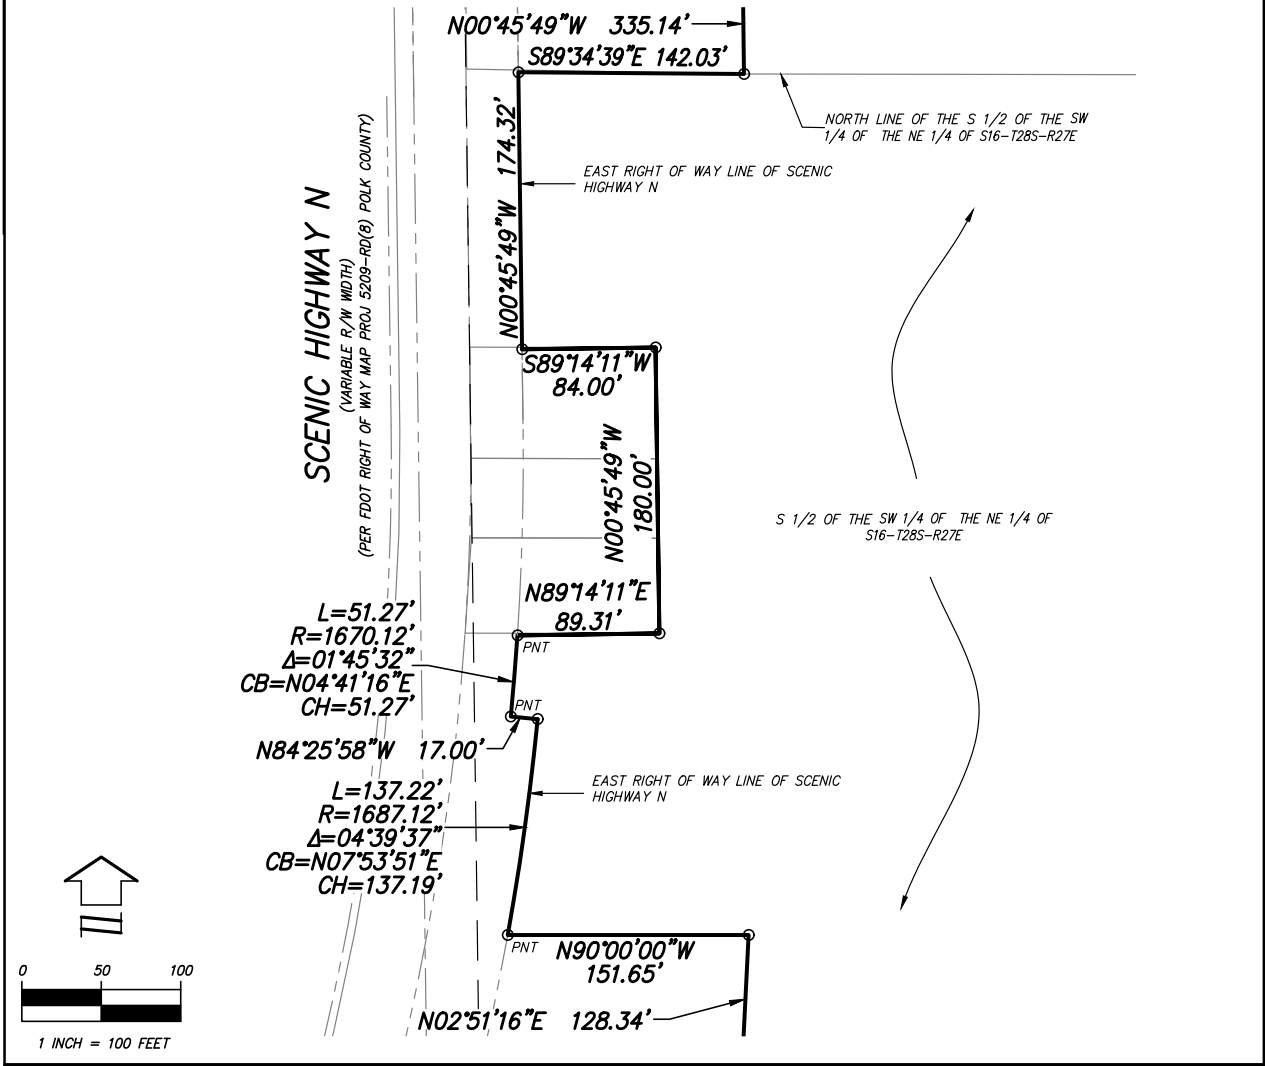 N00°45'49"W 335.14'
S89°34'39"E 142.03'
NORTH LINE OF THE S 1/2 OF THE SW
1/4 OF THE NE 1/4 OF S16-T28S-R27E
N00°45'49"W 174.32'
EAST RIGHT OF WAY LINE OF SCENIC
HIGHWAY N
SCENIC HIGHWAY N
(VARIABLE R/W WIDTH)
(PER FDOT RIGHT OF WAY MAP PROJ 5209-RD(8) POLK COUNTY)
S89°14'11"W
84.00'
N00°45'49"W
180.00'
S 1/2 OF THE SW 1/4 OF THE NE 1/4 OF
S16-T28S-R27E
N89°14'11"E
89.31'
PNT
L=51.27'
R=1670.12'
Δ=01°45'32"
CB=N04°41'16"E
CH=51.27'
PNT
N84°25'58"W 17.00'
EAST RIGHT OF WAY LINE OF SCENIC
HIGHWAY N
L=137.22'
R=1687.12'
Δ=04°39'37"
CB=N07°53'51"E
CH=137.19'
PNT
N90°00'00"W
151.65'
N02°51'16"E 128.34'
0 50 100
1 INCH = 100 FEET